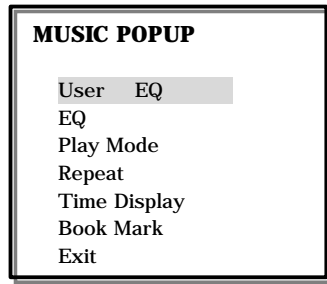 MUSIC POPUP
User EQ
EQ
Play Mode
Repeat
Time Display
Book Mark
Exit